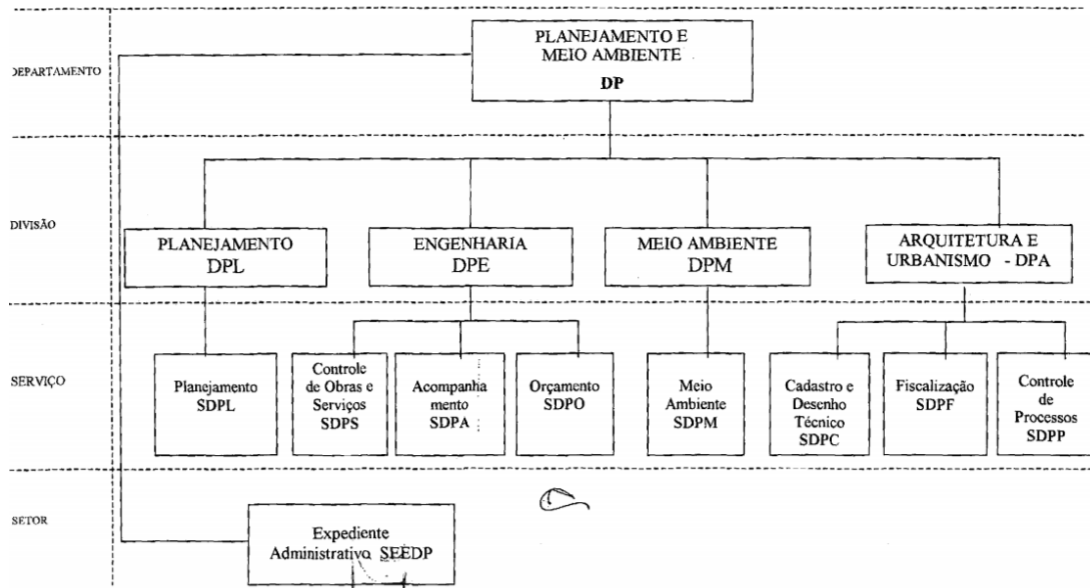 DEPARTAMENTO
PLANEJAMENTO E
MEIO AMBIENTE
DP
DIVISÃO
PLANEJAMENTO
DPL
ENGENHARIA
DPE
MEIO AMBIENTE
DPM
ARQUITETURA E
URBANISMO - DPA
SERVIÇO
Planejamento
SDPL
Controle
de Obras e
Serviços
SDPS
Acompanha
mento
SDPA
Orçamento
SDPO
Meio
Ambiente
SDPM
Cadastro e
Desenho
Técnico
SDPC
Fiscalização
SDPF
Controle
de
Processos
SDPP
SETOR
Expediente
Administrativo SEEDP